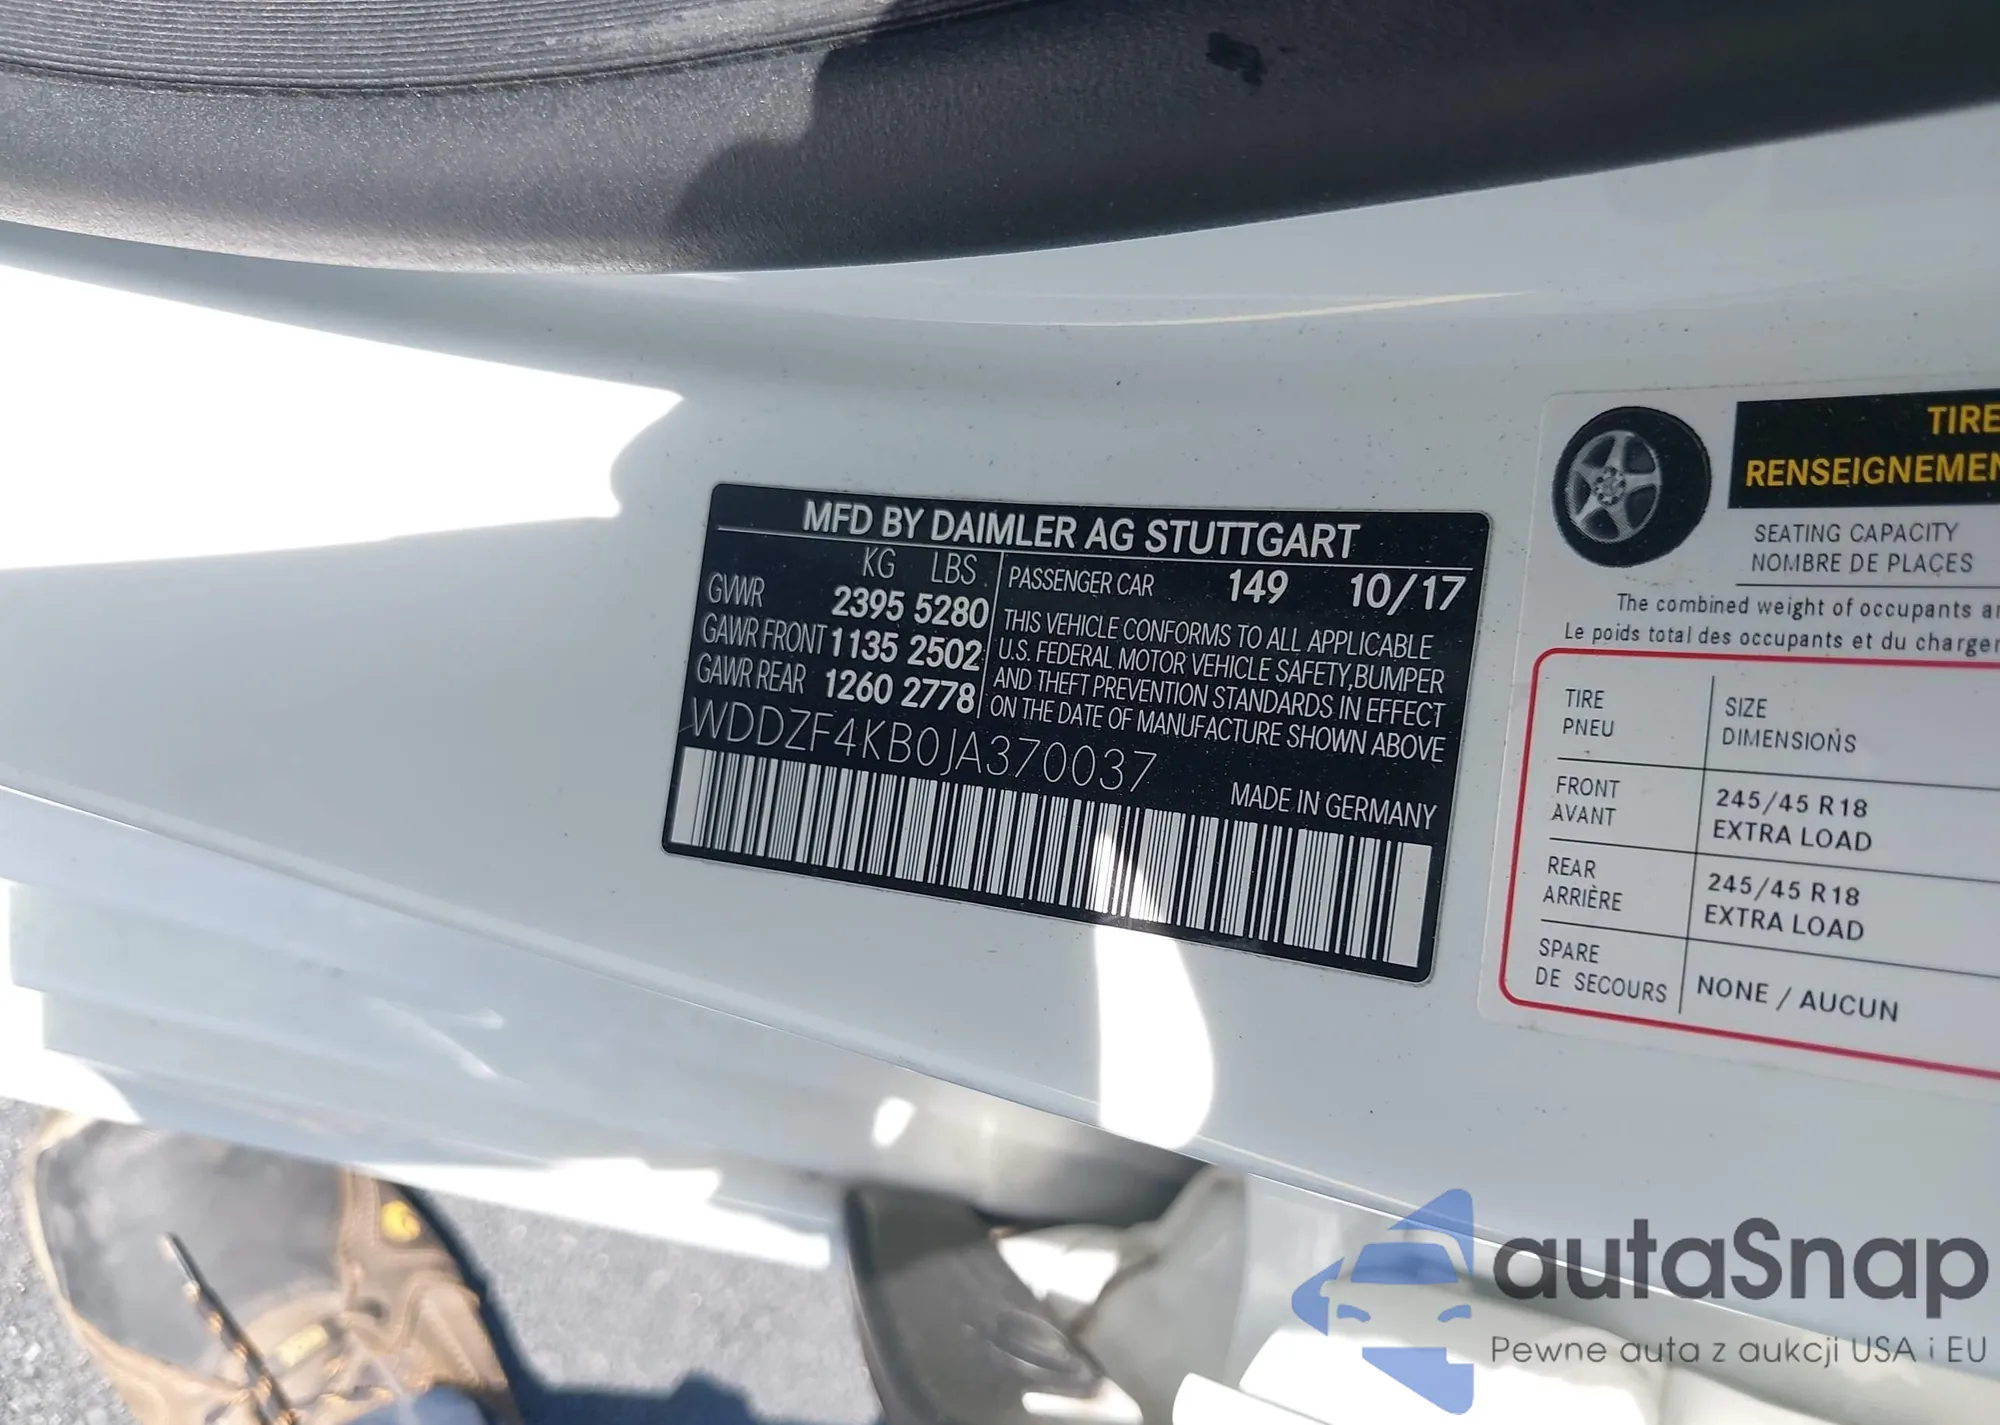 MFD BY DAIMLER AG STUTTGART
KG LBS
GVWR 2395 5280
GAWR FRONT 1135 2502
GAWR REAR 1260 2778
PASSENGER CAR 149 10/17
THIS VEHICLE CONFORMS TO ALL APPLICABLE
U.S. FEDERAL MOTOR VEHICLE SAFETY,BUMPER
AND THEFT PREVENTION STANDARDS IN EFFECT
ON THE DATE OF MANUFACTURE SHOWN ABOVE
WDDZF4KB0JA370037
MADE IN GERMANY
TIRE
RENSEIGNEMEN
SEATING CAPACITY
NOMBRE DE PLACES
The combined weight of occupants an
Le poids total des occupants et du charger
TIRE
PNEU
SIZE
DIMENSIONS
FRONT
AVANT
245/45 R18
EXTRA LOAD
REAR
ARRIÈRE
245/45 R18
EXTRA LOAD
SPARE
DE SECOURS
NONE / AUCUN
autaSnap
Pewne auta z aukcji USA i EU